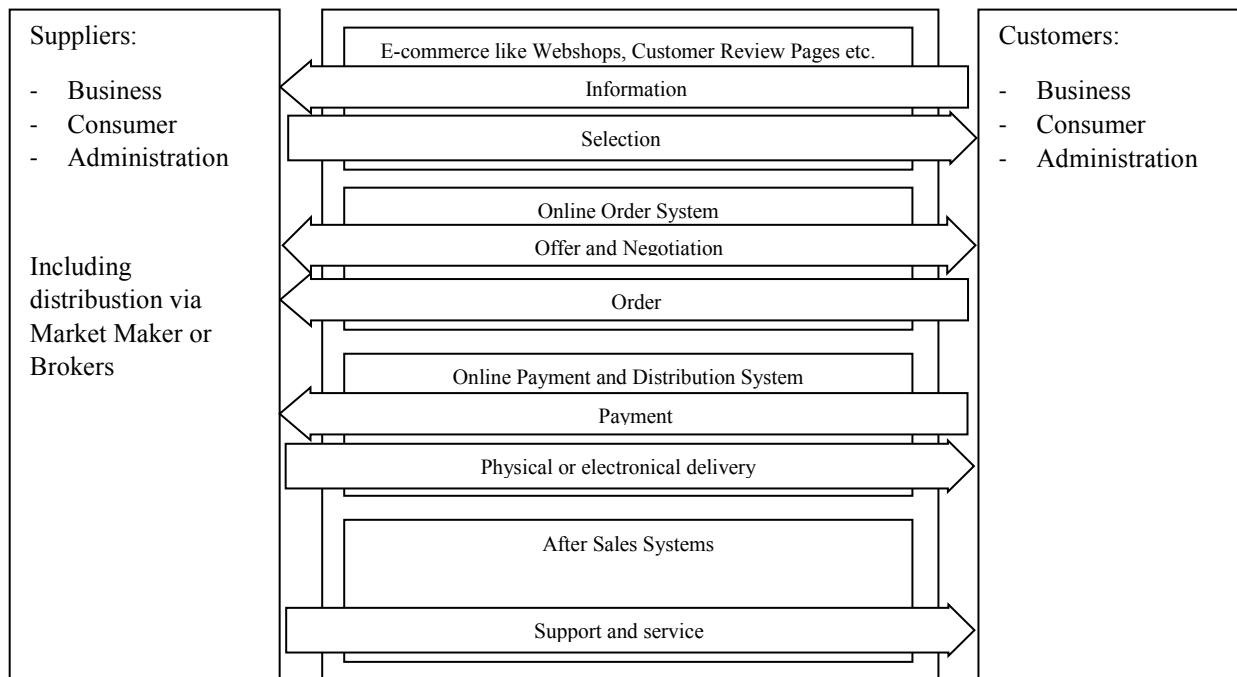 Suppliers:
- Business
- Consumer
- Administration
Including
distribustion via
Market Maker or
Brokers
E-commerce like Webshops, Customer Review Pages etc.
Information
Selection
Online Order System
Offer and Negotiation
Order
Online Payment and Distribution System
Payment
Physical or electronical delivery
After Sales Systems
Support and service
Customers:
- Business
- Consumer
- Administration